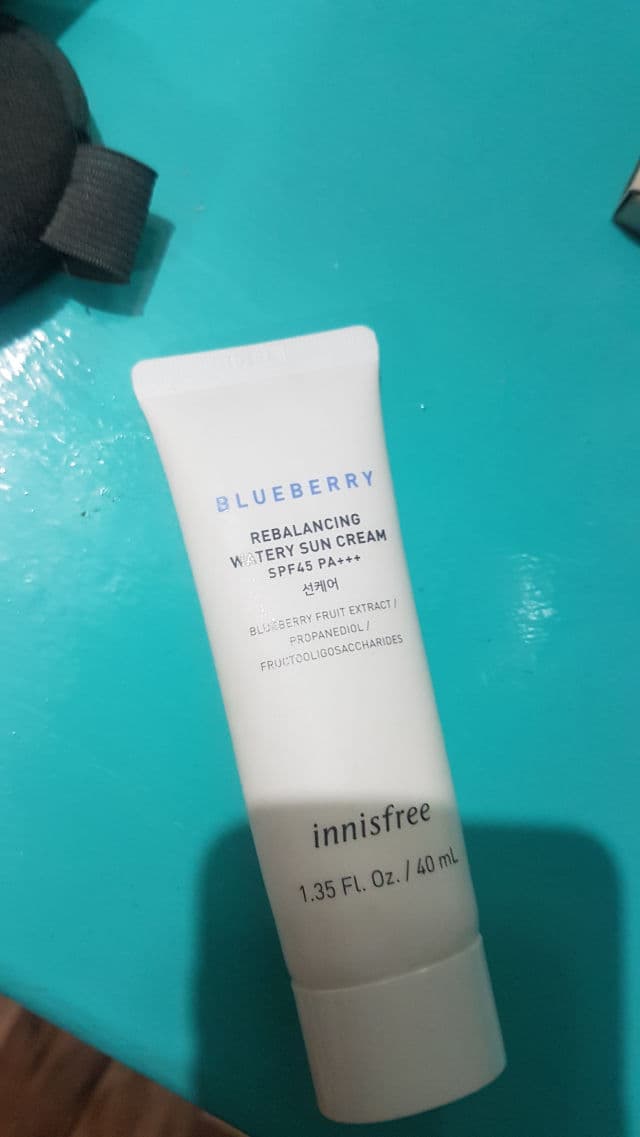 BLUEBERRY
REBALANCING
WATERY SUN CREAM
SPF45 PA+++
선케어
BLUEBERRY FRUIT EXTRACT /
PROPANEDIOL /
FRUCTOOLIGOSACCHARIDES
innisfree
1.35 FL. Oz. / 40 mL